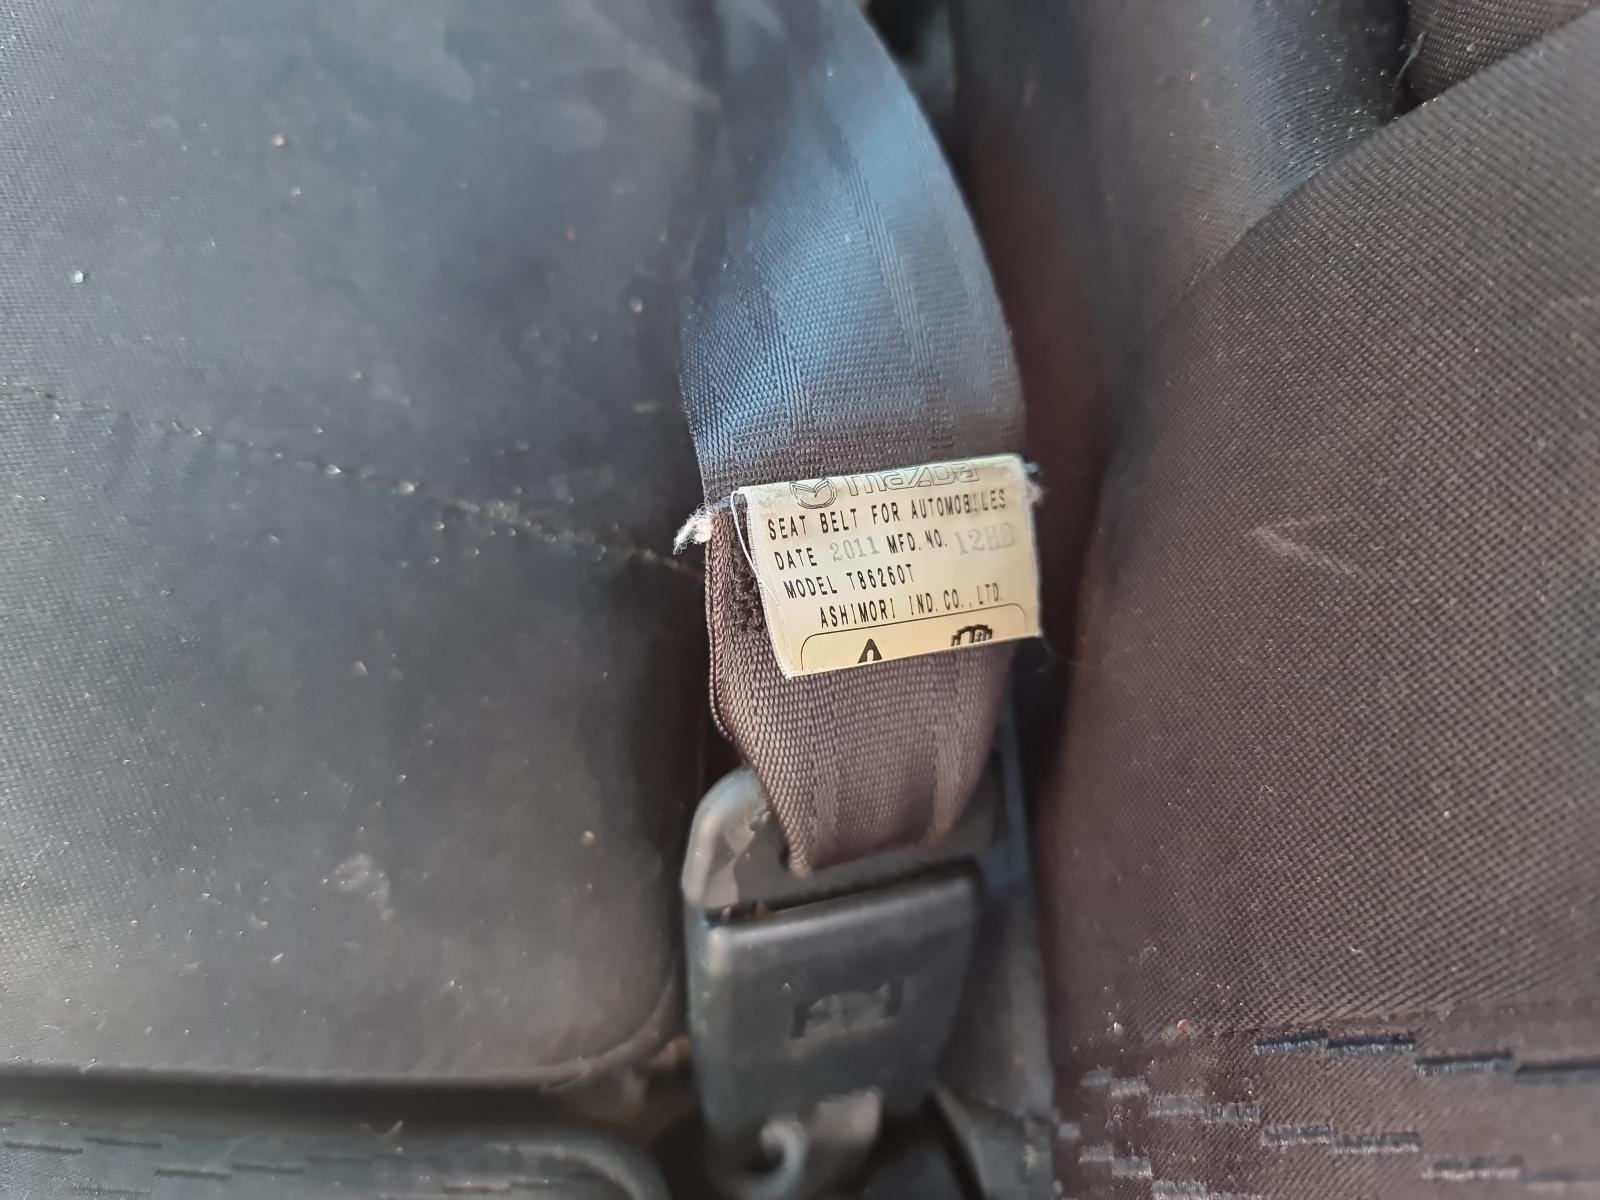 mazda
SEAT BELT FOR AUTOMOBILES
DATE 2011 MFD. NO. 12HB
MODEL T86260T
ASHIMORI IND. CO., LTD.